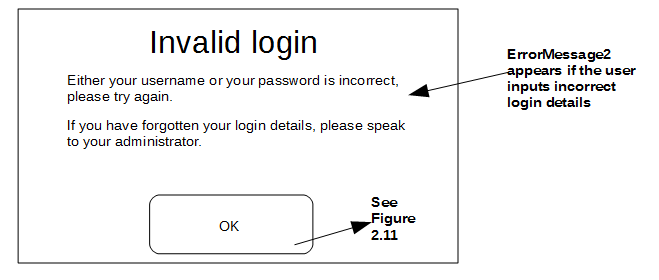 Invalid login
Either your username or your password is incorrect,
please try again.
If you have forgotten your login details, please speak
to your administrator.
OK
See
Figure
2.11
ErrorMessage2
appears if the user
inputs incorrect
login details